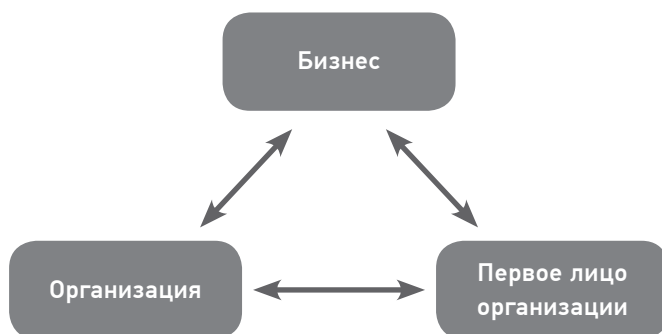 Бизнес
Организация
Первое лицо
организации